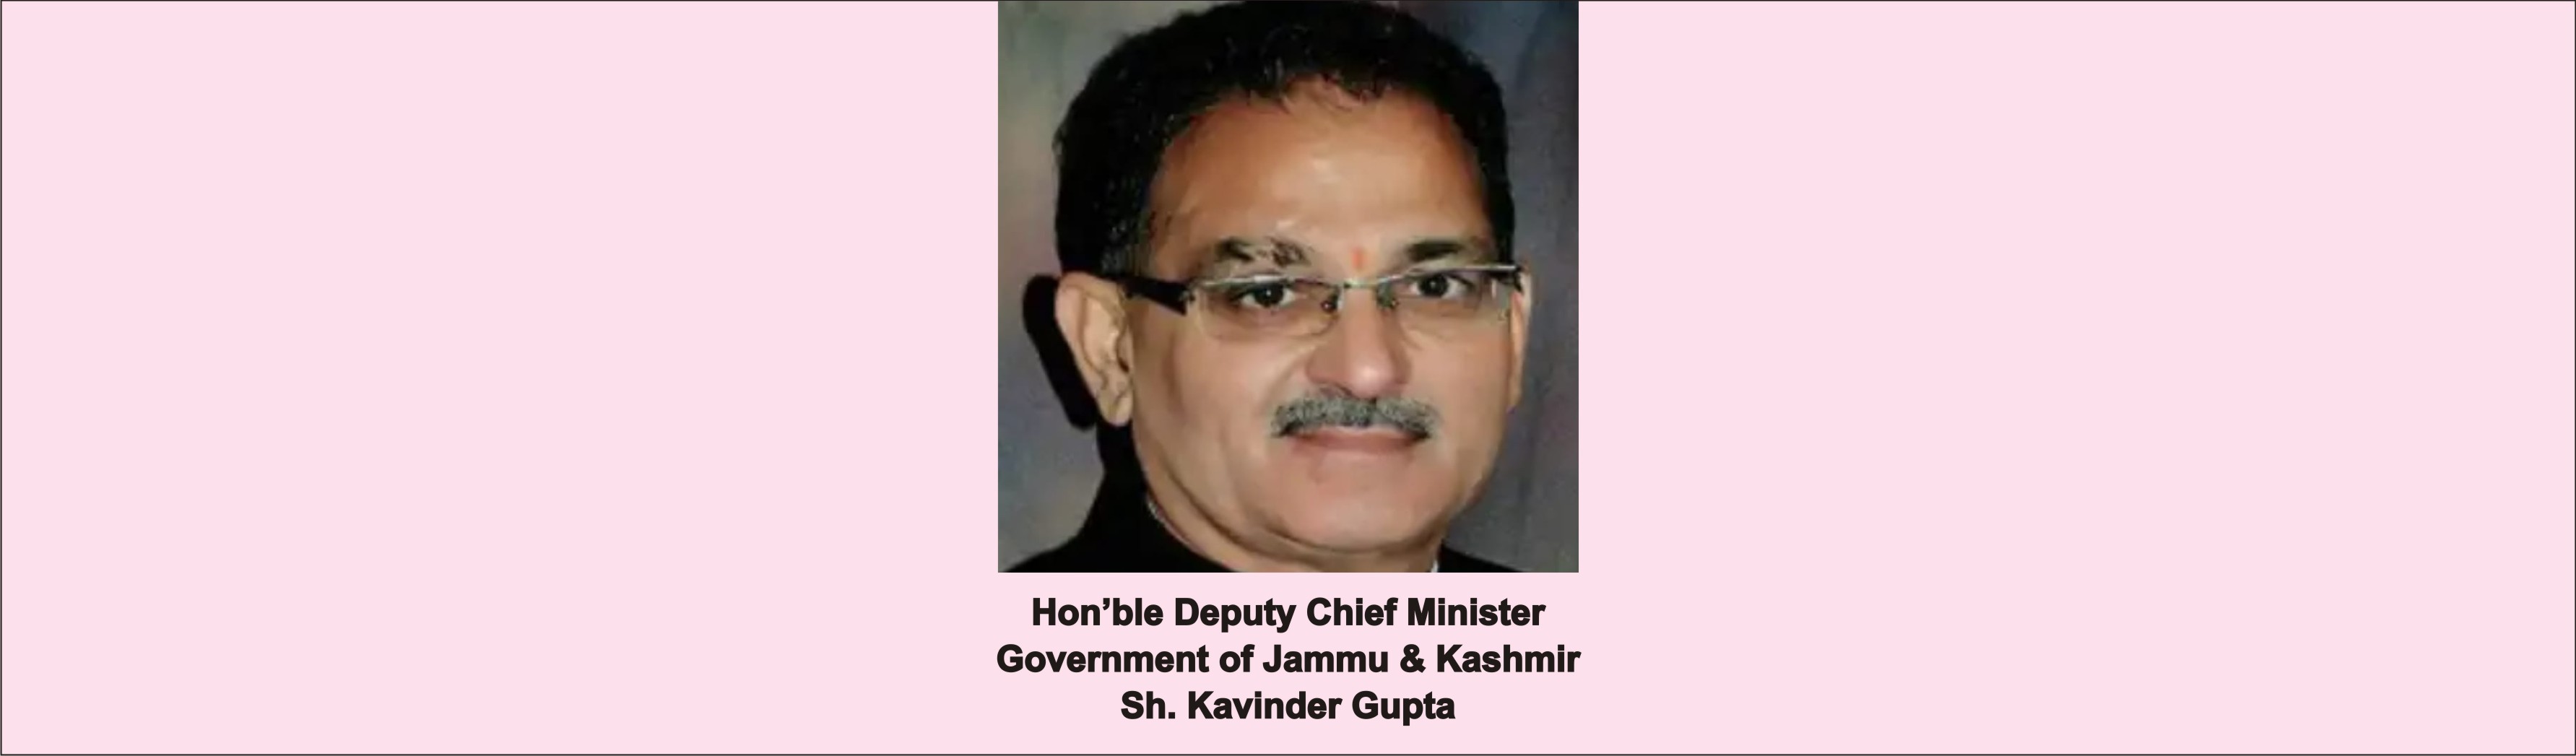 Hon’ble Deputy Chief Minister
Government of Jammu & Kashmir
Sh. Kavinder Gupta